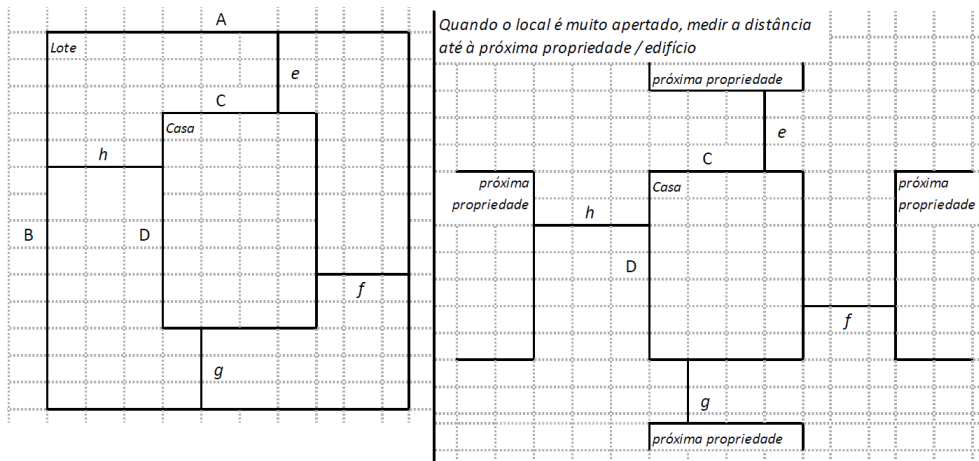 A
Lote
e
C
Casa
h
B
D
f
g
Quando o local é muito apertado, medir a distância
até à próxima propriedade / edifício
próxima propriedade
e
C
próxima
propriedade
Casa
próxima
propriedade
h
D
f
g
próxima propriedade